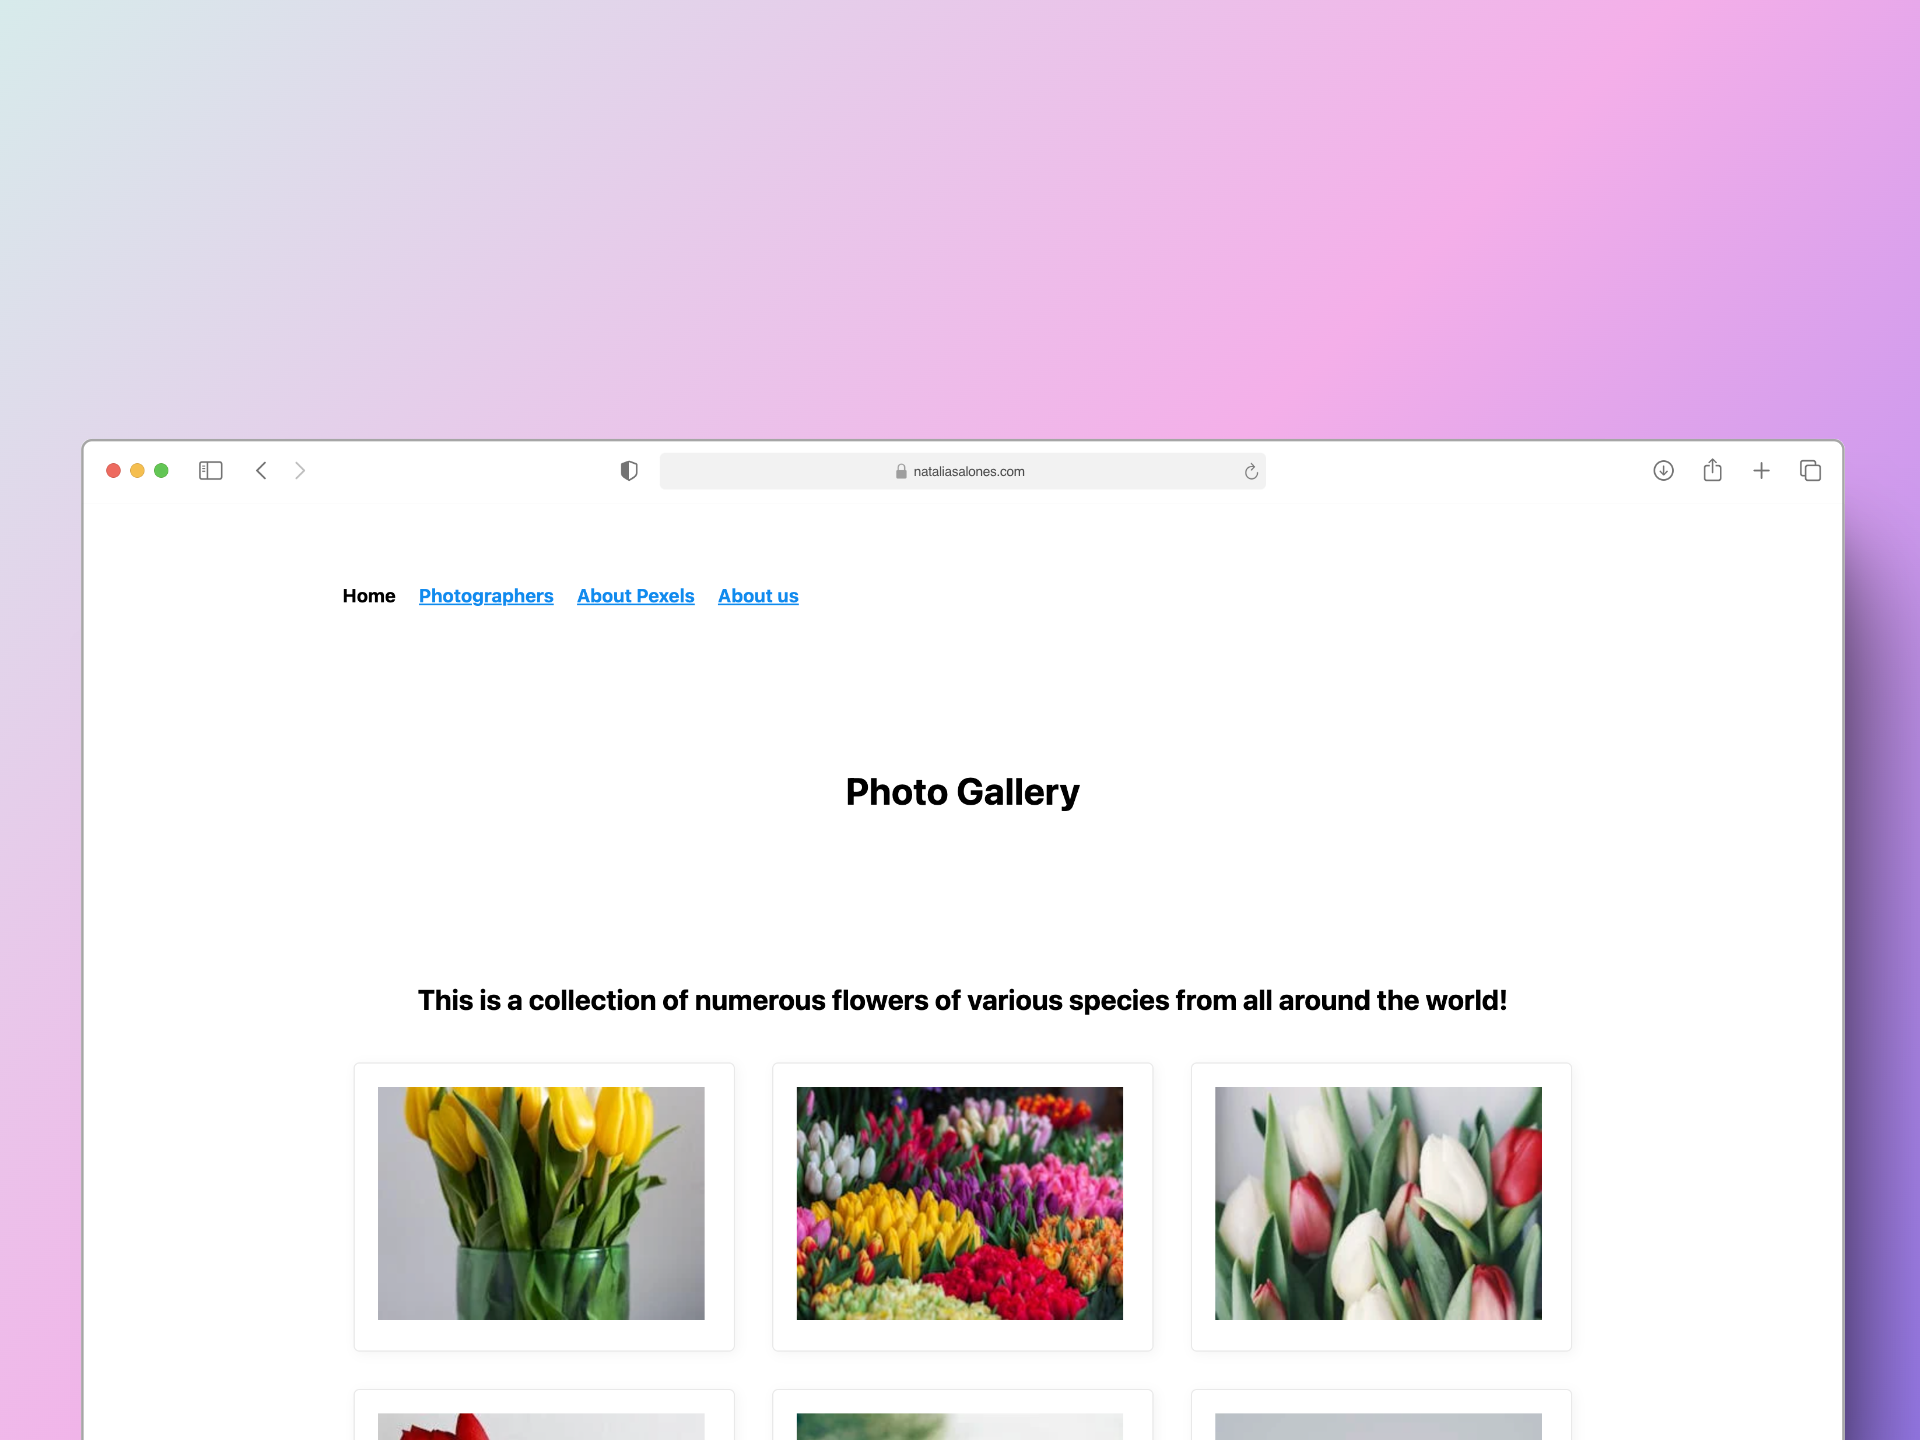 nataliasalones.com
Home Photographers About Pexels About us
Photo Gallery
This is a collection of numerous flowers of various species from all around the world!